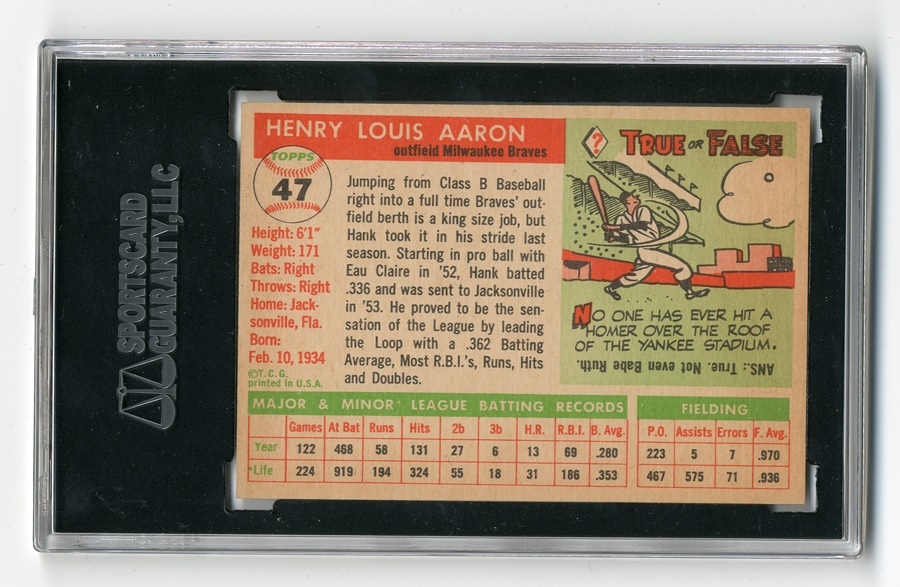 SPORTSCARD
GUARANTY,LLC
HENRY LOUIS AARON
outfield Milwaukee Braves
TOPPS
47
Height: 6'1"
Weight: 171
Bats: Right
Throws: Right
Home: Jack-
sonville, Fla.
Born:
Feb. 10, 1934
©T. C. G.
printed in U.S.A.
Jumping from Class B Baseball
right into a full time Braves' out-
field berth is a king size job, but
Hank took it in his stride last
season. Starting in pro ball with
Eau Claire in '52, Hank batted
.336 and was sent to Jacksonville
in '53. He proved to be the sen-
sation of the League by leading
the Loop with a .362 Batting
Average, Most R.B.I.'s, Runs, Hits
and Doubles.
?
TRUE OR FALSE
NO ONE HAS EVER HIT A
HOMER OVER THE ROOF
OF THE YANKEE STADIUM.
ANS.: True. Not even Babe Ruth.
MAJOR & MINOR LEAGUE BATTING RECORDS
Games At Bat Runs Hits 2b 3b H.R. R.B.I. B. Avg.
Year 122 468 58 131 27 6 13 69 .280
*Life 224 919 194 324 55 18 31 186 .353
FIELDING
P.O. Assists Errors F. Avg.
223 5 7 .970
467 575 71 .936